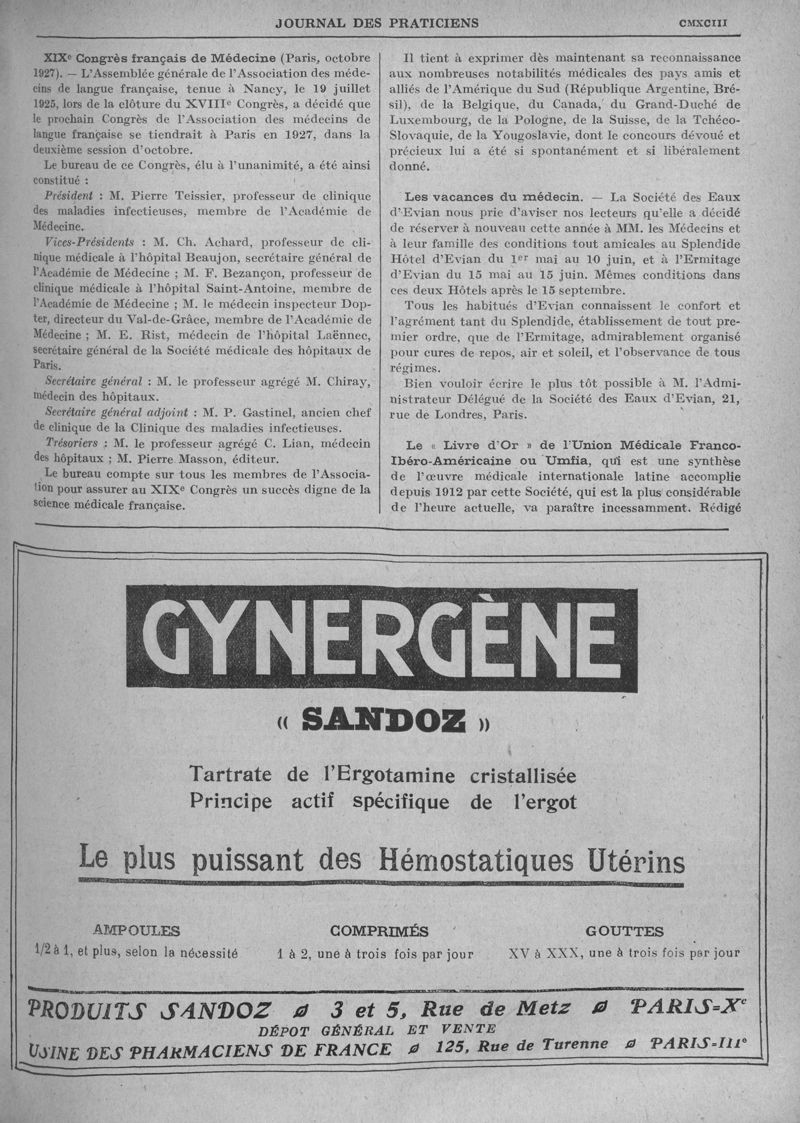 JOURNAL DES PRATICIENS
CMXCIII
XIXe Congrès français de Médecine (Paris, octobre
1927). — L'Assemblée générale de l'Association des méde-
cins de langue française, tenue à Nancy, le 19 juillet
1925, lors de la clôture du XVIIIe Congrès, a décidé que
le prochain Congrès de l'Association des médecins de
langue française se tiendrait à Paris en 1927, dans la
deuxième session d'octobre.
Le bureau de ce Congrès, élu à l'unanimité, a été ainsi
constitué :
Président : M. Pierre Teissier, professeur de clinique
des maladies infectieuses, membre de l'Académie de
Médecine.
Vices-Présidents : M. Ch. Achard, professeur de cli-
nique médicale à l'hôpital Beaujon, secrétaire général de
l'Académie de Médecine ; M. F. Bezançon, professeur de
clinique médicale à l'hôpital Saint-Antoine, membre de
l'Académie de Médecine ; M. le médecin inspecteur Dop-
ter, directeur du Val-de-Grâce, membre de l'Académie de
Médecine ; M. E. Rist, médecin de l'hôpital Laënnec,
secrétaire général de la Société médicale des hôpitaux de
Paris.
Secrétaire général : M. le professeur agrégé M. Chiray,
médecin des hôpitaux.
Secrétaire général adjoint : M. P. Gastinel, ancien chef
de clinique de la Clinique des maladies infectieuses.
Trésoriers : M. le professeur agrégé C. Lian, médecin
des hôpitaux ; M. Pierre Masson, éditeur.
Le bureau compte sur tous les membres de l'Associa-
tion pour assurer au XIXe Congrès un succès digne de la
science médicale française.
Il tient à exprimer dès maintenant sa reconnaissance
aux nombreuses notabilités médicales des pays amis et
alliés de l'Amérique du Sud (République Argentine, Bré-
sil), de la Belgique, du Canada, du Grand-Duché de
Luxembourg, de la Pologne, de la Suisse, de la Tchéco-
Slovaquie, de la Yougoslavie, dont le concours dévoué et
précieux lui a été si spontanément et si libéralement
donné.
Les vacances du médecin. — La Société des Eaux
d'Evian nous prie d'aviser nos lecteurs qu'elle a décidé
de réserver à nouveau cette année à MM. les Médecins et
à leur famille des conditions tout amicales au Splendide
Hôtel d'Evian du 1er mai au 10 juin, et à l'Ermitage
d'Evian du 15 mai au 15 juin. Mêmes conditions dans
ces deux Hôtels après le 15 septembre.
Tous les habitués d'Evian connaissent le confort et
l'agrément tant du Splendide, établissement de tout pre-
mier ordre, que de l'Ermitage, admirablement organisé
pour cures de repos, air et soleil, et l'observance de tous
régimes.
Bien vouloir écrire le plus tôt possible à M. l'Admi-
nistrateur Délégué de la Société des Eaux d'Evian, 21,
rue de Londres, Paris.
Le « Livre d'Or » de l'Union Médicale Franco-
Ibéro-Américaine ou Umfia, qui est une synthèse
de l'œuvre médicale internationale latine accomplie
depuis 1912 par cette Société, qui est la plus considérable
de l'heure actuelle, va paraître incessamment. Rédigé
GYNERGÈNE
« SANDOZ »
Tartrate de l'Ergotamine cristallisée
Principe actif spécifique de l'ergot
Le plus puissant des Hémostatiques Utérins
AMPOULES
1/2 à 1, et plus, selon la nécessité
COMPRIMÉS
1 à 2, une à trois fois par jour
GOUTTES
XV à XXX, une à trois fois par jour
PRODUITS SANDOZ ø 3 et 5, Rue de Metz ø PARIS=Xe
DÉPOT GÉNÉRAL ET VENTE
USINE DES PHARMACIENS DE FRANCE ø 125, Rue de Turenne ø PARIS=IIIe